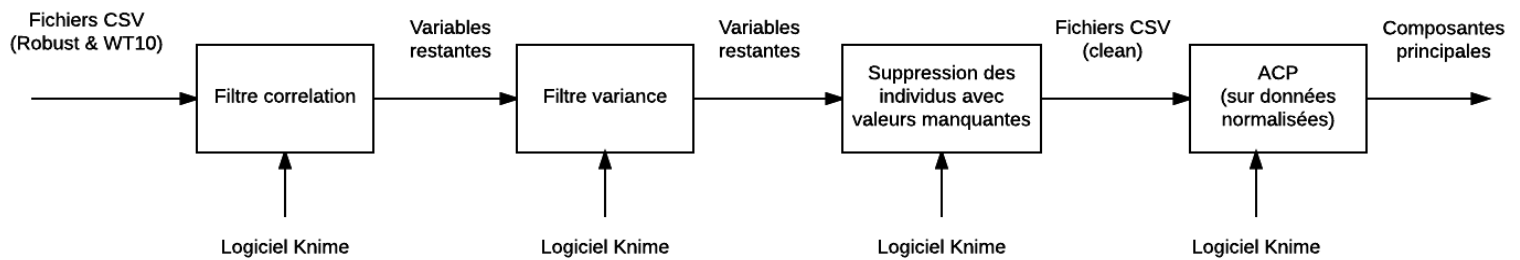 Fichiers CSV
(Robust & WT10)
Filtre correlation
Logiciel Knime
Variables
restantes
Filtre variance
Logiciel Knime
Variables
restantes
Suppression des
individus avec
valeurs manquantes
Logiciel Knime
Fichiers CSV
(clean)
ACP
(sur données
normalisées)
Logiciel Knime
Composantes
principales